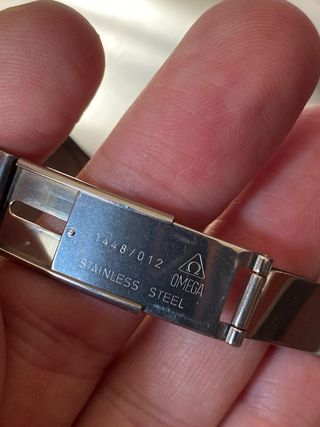 1448/012
STAINLESS STEEL
Ω
OMEGA